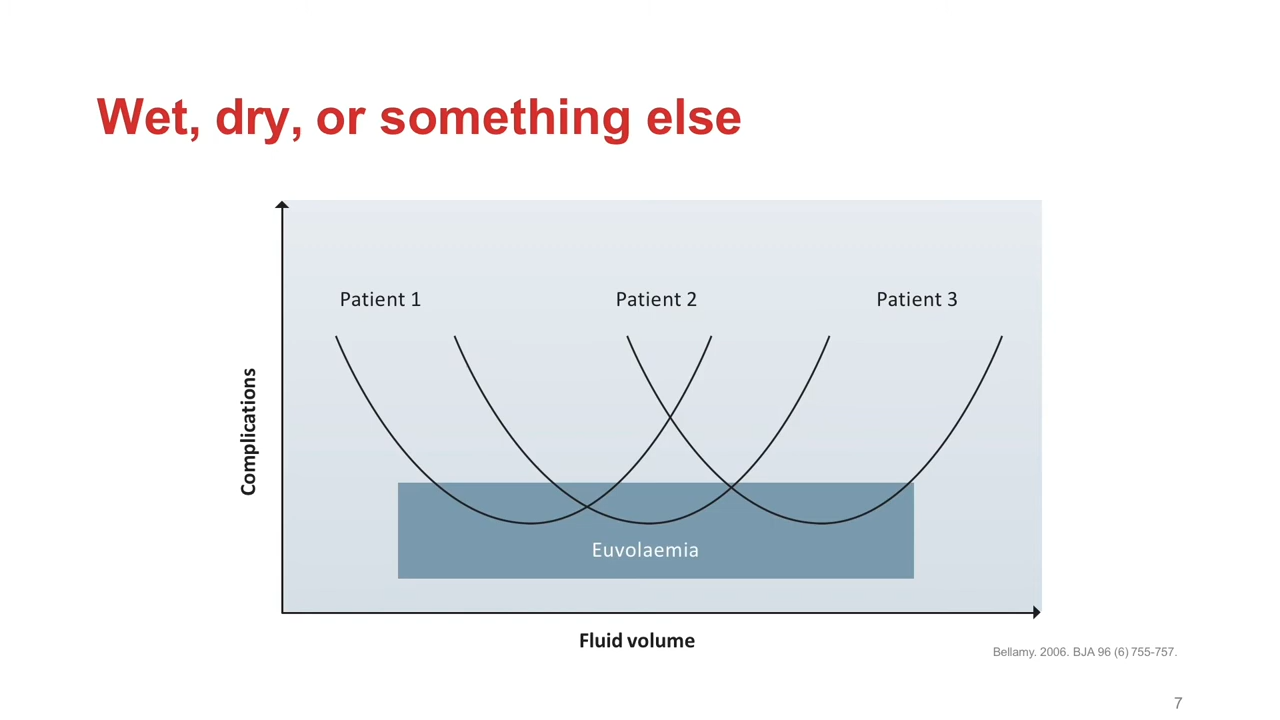 Wet, dry, or something else
Patient 1
Patient 2
Patient 3
Complications
Euvolaemia
Fluid volume
Bellamy. 2006. BJA 96 (6) 755-757.
7